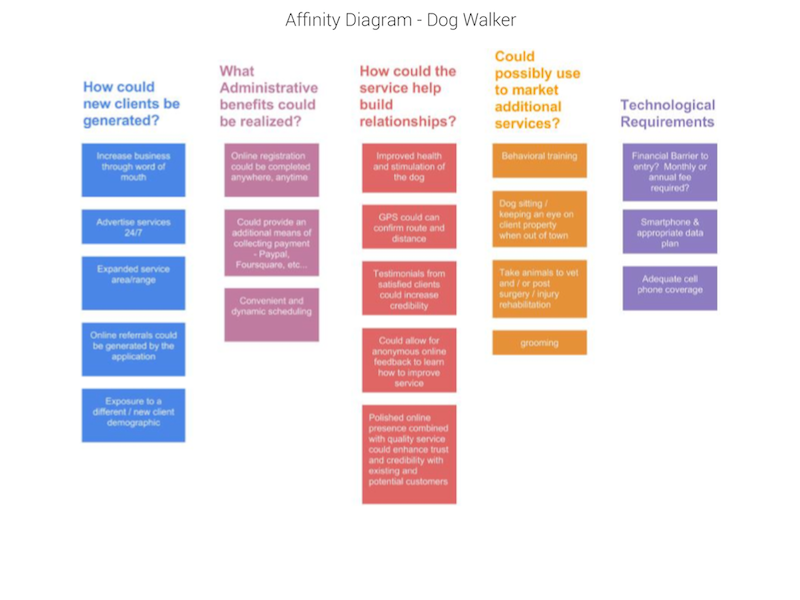 Affinity Diagram - Dog Walker
How could
new clients be
generated?
Increase business
through word of
mouth
Advertise services
24/7
Expanded service
area/range
Online referrals could
be generated by the
application
Exposure to a
different / new client
demographic
What
Administrative
benefits could
be realized?
Online registration
could be completed
anywhere, anytime
Could provide an
additional means of
collecting payment
- Paypal,
Foursquare, etc...
Convenient and
dynamic scheduling
How could the
service help
build
relationships?
Improved health
and stimulation of
the dog
GPS could can
confirm route and
distance
Testimonials from
satisfied clients
could increase
credibility
Could allow for
anonymous online
feedback to learn
how to improve
service
Polished online
presence combined
with quality service
could enhance trust
and credibility with
existing and
potential customers
Could
possibly use
to market
additional
services?
Behavioral training
Dog sitting /
keeping an eye on
client property
when out of town
Take animals to vet
and / or post
surgery / injury
rehabilitation
grooming
Technological
Requirements
Financial Barrier to
entry? Monthly or
annual fee
required?
Smartphone &
appropriate data
plan
Adequate cell
phone coverage